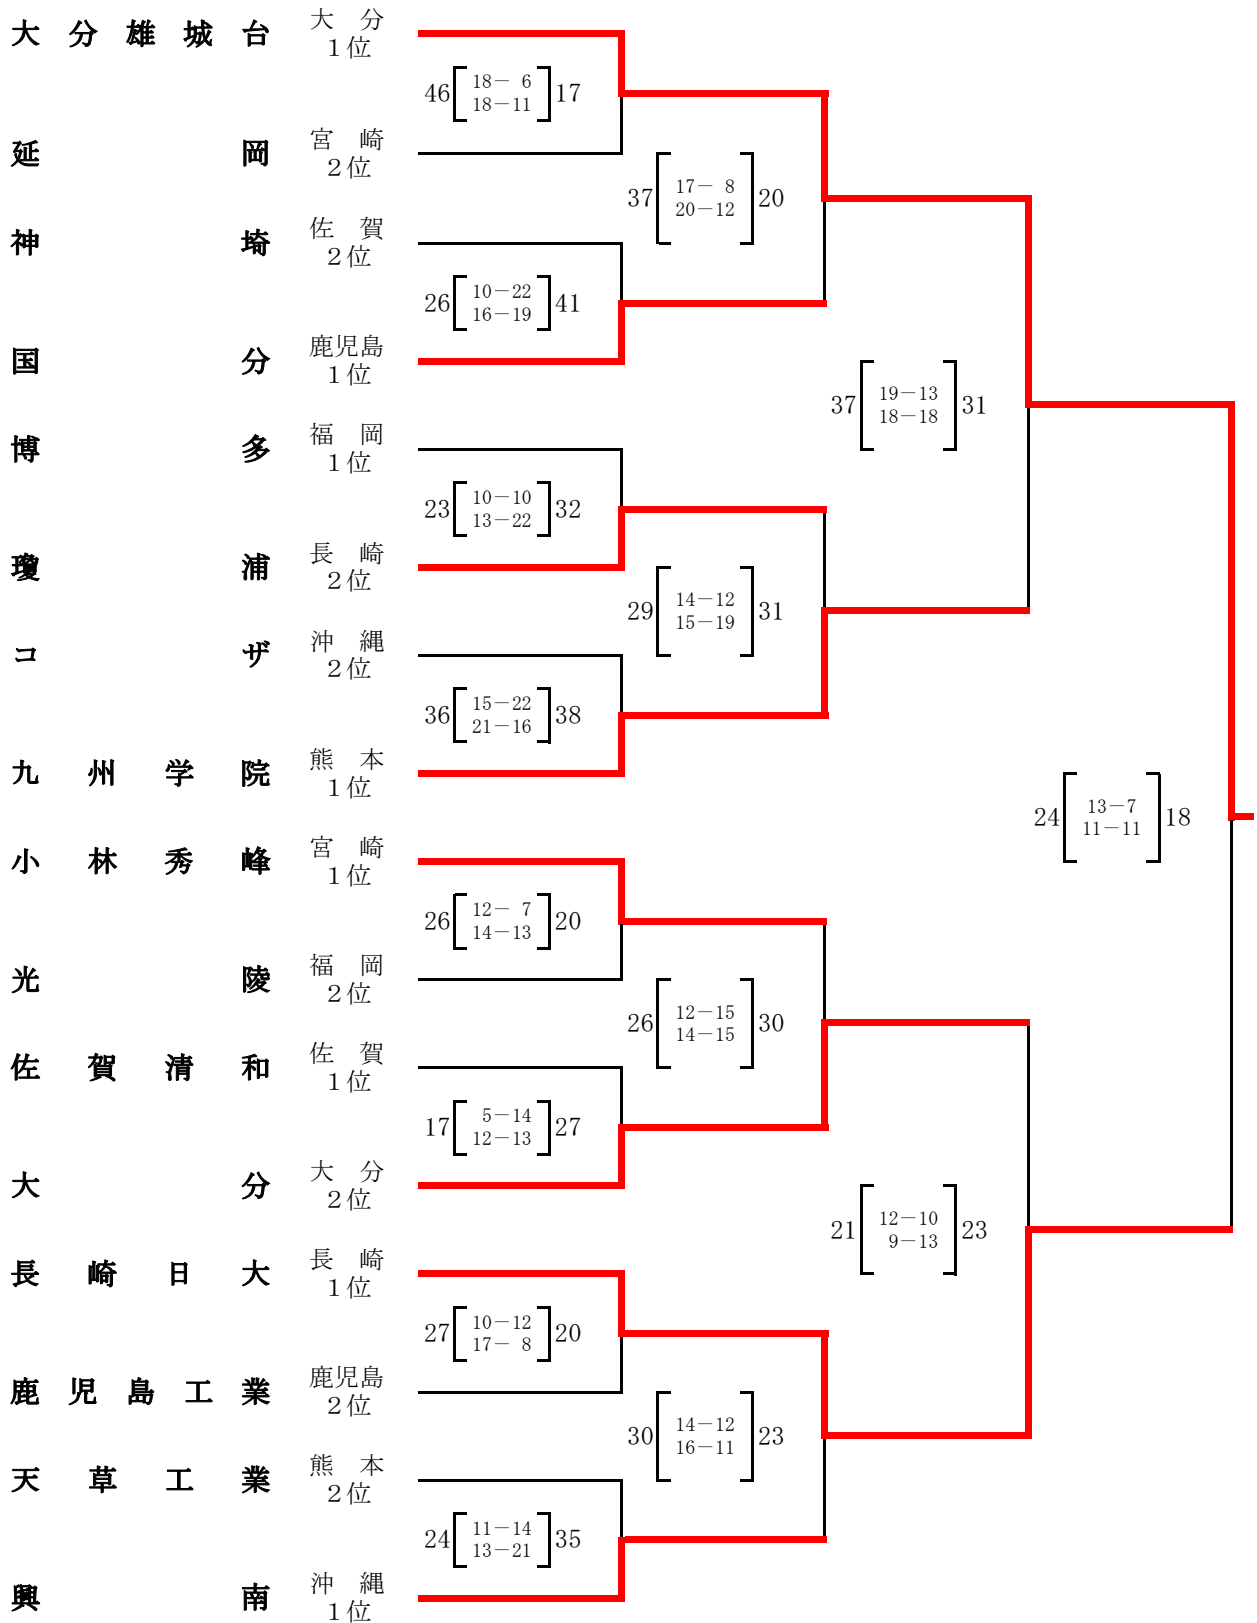 大分雄城台 大分
1位
46 18－ 6 17
18－11
延岡 宮崎
2位
37 17－ 8 20
20－12
神埼 佐賀
2位
26 10－22 41
16－19
国分 鹿児島
1位
37 19－13 31
18－18
博多 福岡
1位
23 10－10 32
13－22
瓊浦 長崎
2位
29 14－12 31
15－19
コザ 沖縄
2位
36 15－22 38
21－16
九州学院 熊本
1位
24 13－7 18
11－11
小林秀峰 宮崎
1位
26 12－ 7 20
14－13
光陵 福岡
2位
26 12－15 30
14－15
佐賀清和 佐賀
1位
17 5－14 27
12－13
大分 大分
2位
21 12－10 23
9－13
長崎日大 長崎
1位
27 10－12 20
17－ 8
鹿児島工業 鹿児島
2位
30 14－12 23
16－11
天草工業 熊本
2位
24 11－14 35
13－21
興南 沖縄
1位